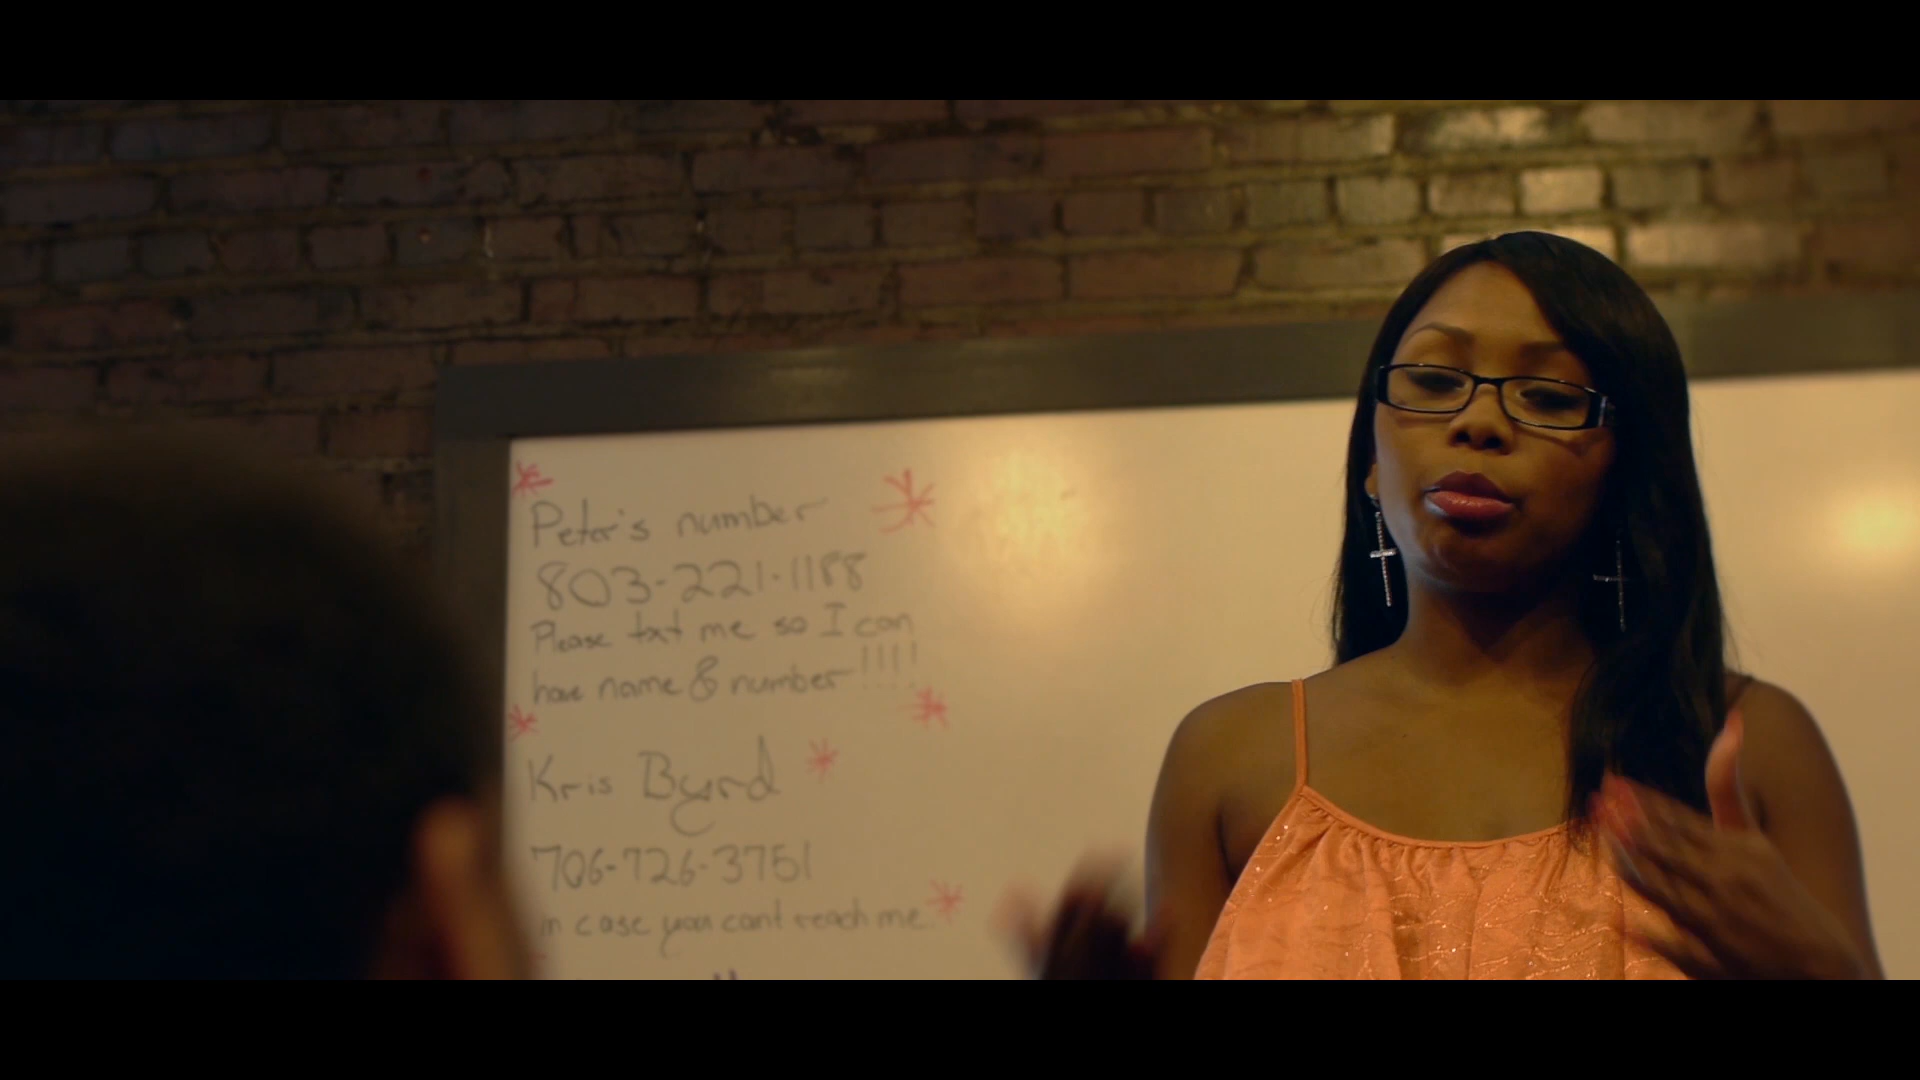 Peter's number
803-221-1188
Please txt me so I can
have name & number !!!!
Kris Byrd
706-726-3751
in case you cant reach me.